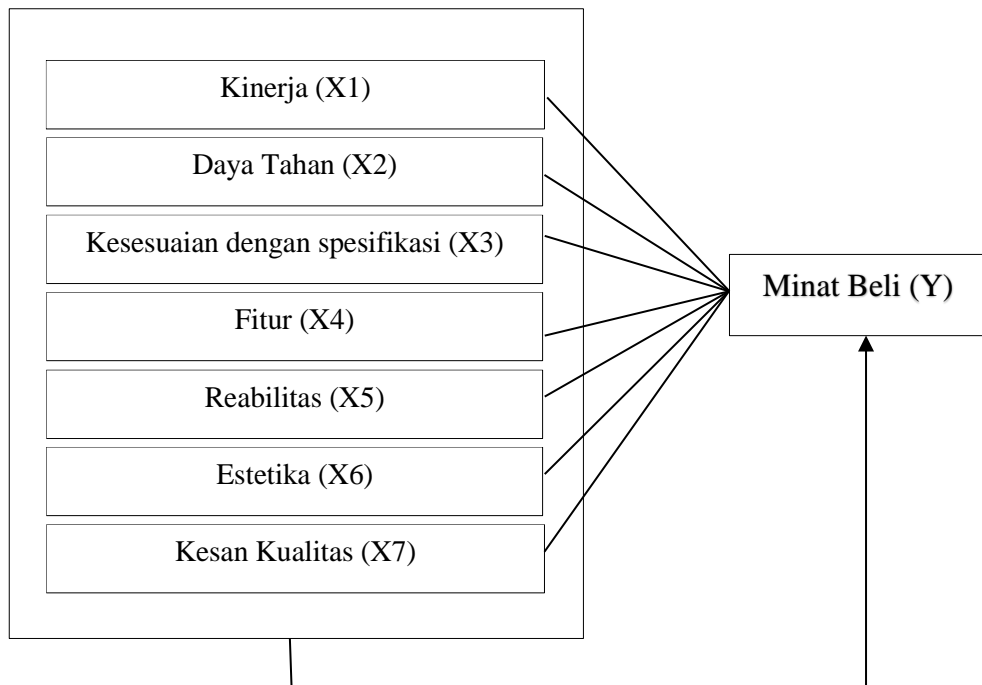 Kinerja (X1)
Daya Tahan (X2)
Kesesuaian dengan spesifikasi (X3)
Fitur (X4)
Reabilitas (X5)
Estetika (X6)
Kesan Kualitas (X7)
Minat Beli (Y)